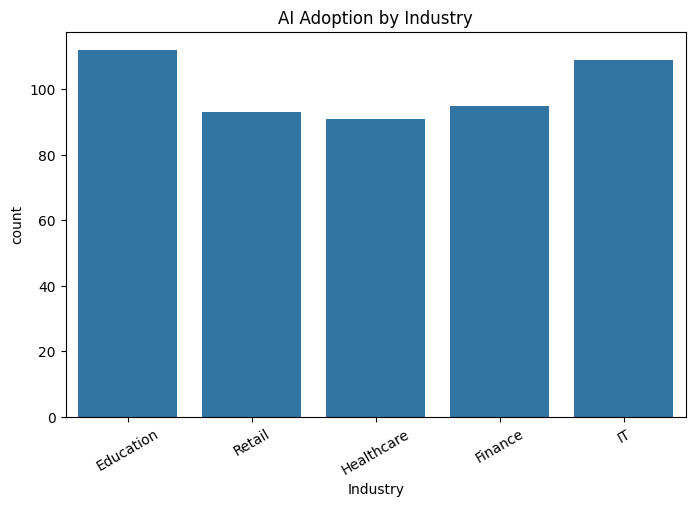 AI Adoption by Industry
count
100
80
60
40
20
0
Education
Retail
Healthcare
Finance
IT
Industry